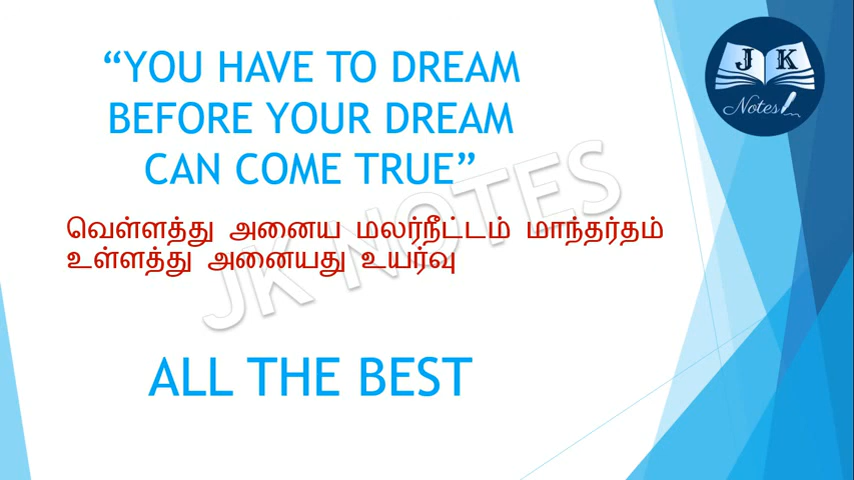 “YOU HAVE TO DREAM
BEFORE YOUR DREAM
CAN COME TRUE”
வெள்ளத்து அனைய மலர்நீட்டம் மாந்தர்தம்
உள்ளத்து அனையது உயர்வு
ALL THE BEST
JK NOTES
J K
Notes